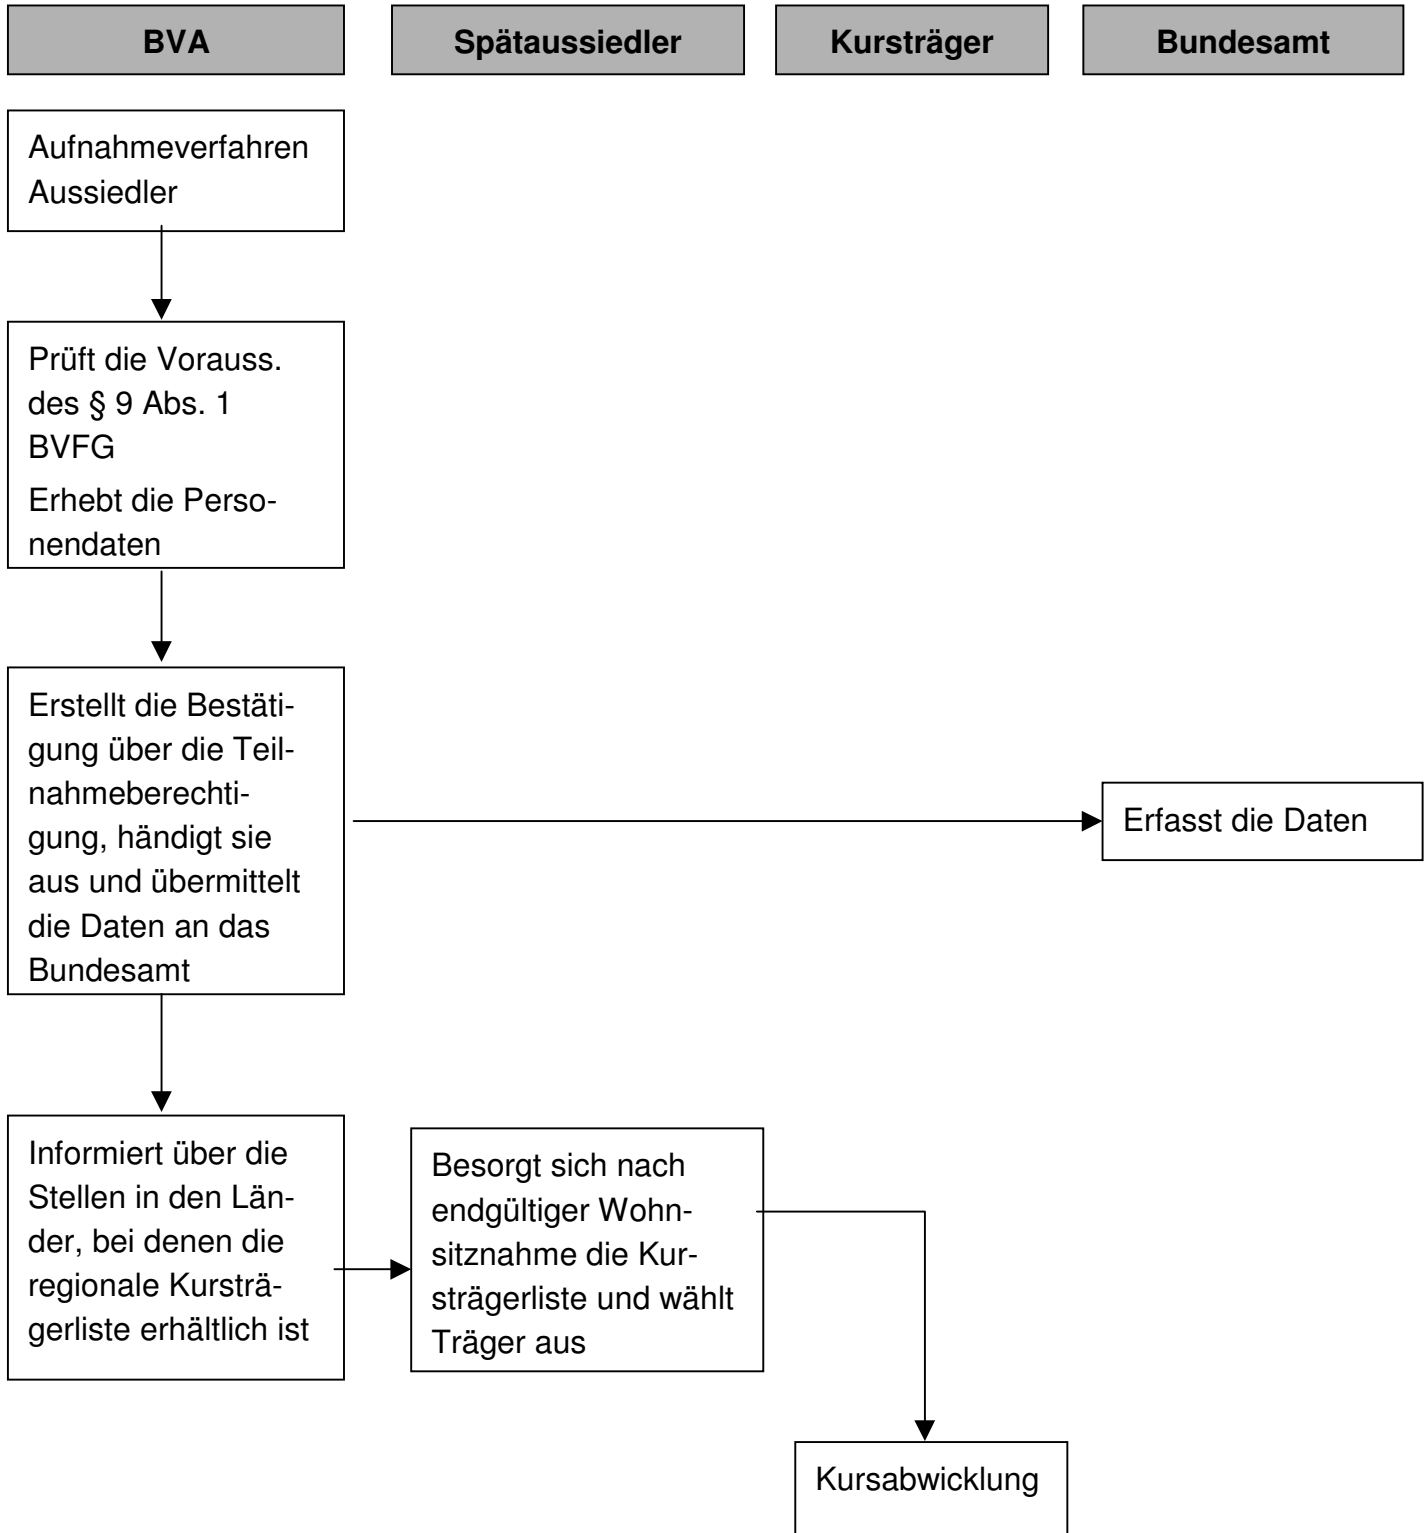 BVA
Spätaussiedler
Kursträger
Bundesamt
Aufnahmeverfahren
Aussiedler
Prüft die Vorauss.
des § 9 Abs. 1
BVFG
Erhebt die Perso-
nendaten
Erstellt die Bestäti-
gung über die Teil-
nahmeberechti-
gung, händigt sie
aus und übermittelt
die Daten an das
Bundesamt
Erfasst die Daten
Informiert über die
Stellen in den Län-
der, bei denen die
regionale Kursträ-
gerliste erhältlich ist
Besorgt sich nach
endgültiger Wohn-
sitznahme die Kur-
strägerliste und wählt
Träger aus
Kursabwicklung